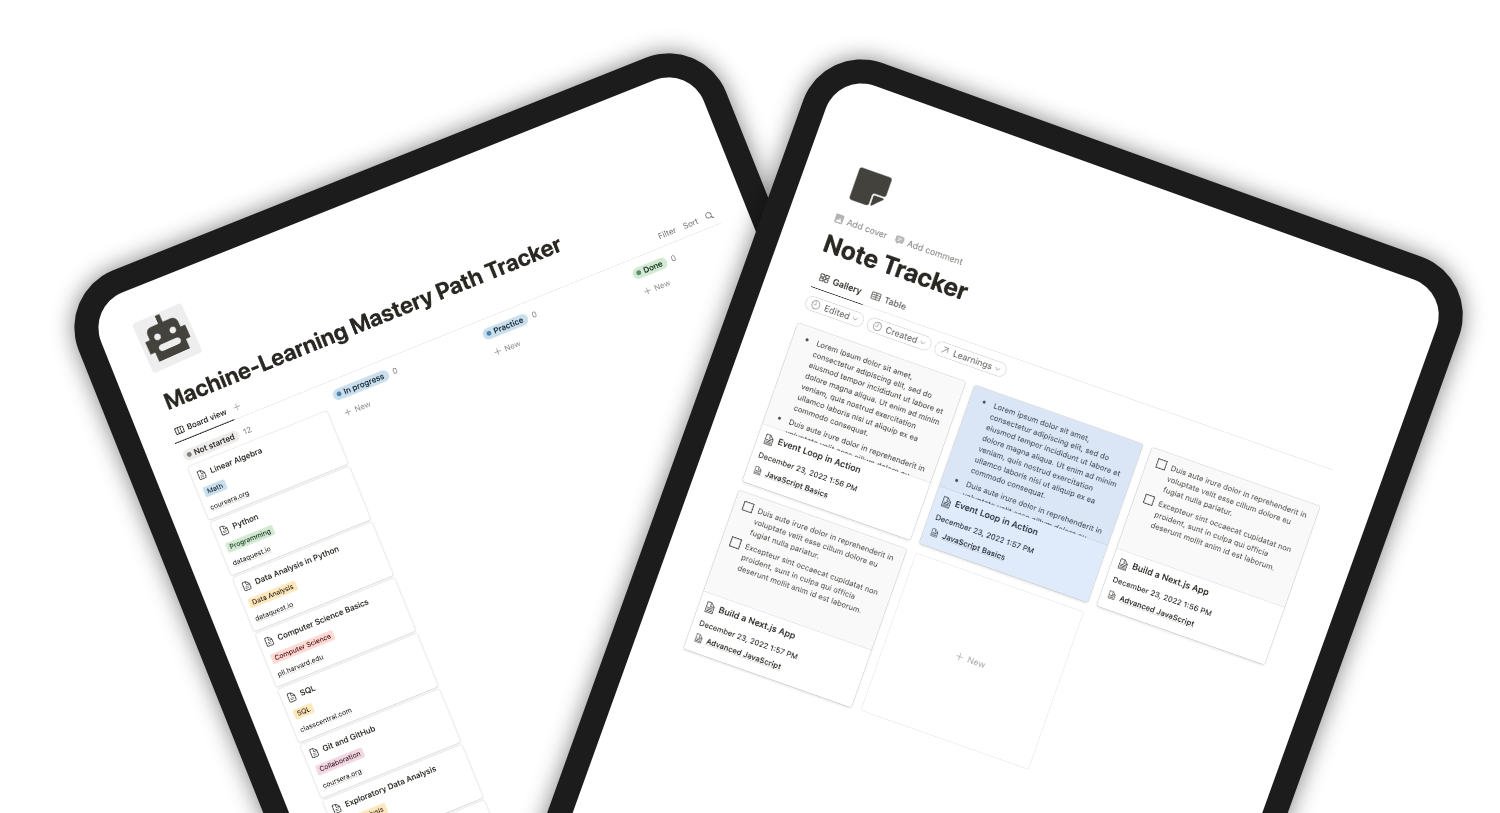 Machine-Learning Mastery Path Tracker
Board view
Filter Sort
Not started 12
Linear Algebra
Math
coursera.org
Python
Programming
dataquest.io
Data Analysis in Python
Data Analysis
dataquest.io
Computer Science Basics
Computer Science
pll.harvard.edu
SQL
SQL
classcentral.com
Git and GitHub
Collaboration
coursera.org
Exploratory Data Analysis
In progress 0
+ New
Practice 0
+ New
Done 0
+ New
Add cover Add comment
Note Tracker
Gallery Table
Edited Created Learnings
• Lorem ipsum dolor sit amet,
consectetur adipiscing elit, sed do
eiusmod tempor incididunt ut labore et
dolore magna aliqua. Ut enim ad minim
veniam, quis nostrud exercitation
ullamco laboris nisi ut aliquip ex ea
commodo consequat.
• Duis aute irure dolor in reprehenderit in
Event Loop in Action
December 23, 2022 1:56 PM
JavaScript Basics
• Lorem ipsum dolor sit amet,
consectetur adipiscing elit, sed do
eiusmod tempor incididunt ut labore et
dolore magna aliqua. Ut enim ad minim
veniam, quis nostrud exercitation
ullamco laboris nisi ut aliquip ex ea
commodo consequat.
• Duis aute irure dolor in reprehenderit in
Event Loop in Action
December 23, 2022 1:57 PM
JavaScript Basics
Duis aute irure dolor in reprehenderit in
voluptate velit esse cillum dolore eu
fugiat nulla pariatur.
Excepteur sint occaecat cupidatat non
proident, sunt in culpa qui officia
deserunt mollit anim id est laborum.
Build a Next.js App
December 23, 2022 1:56 PM
Advanced JavaScript
Duis aute irure dolor in reprehenderit in
voluptate velit esse cillum dolore eu
fugiat nulla pariatur.
Excepteur sint occaecat cupidatat non
proident, sunt in culpa qui officia
deserunt mollit anim id est laborum.
Build a Next.js App
December 23, 2022 1:57 PM
Advanced JavaScript
+ New